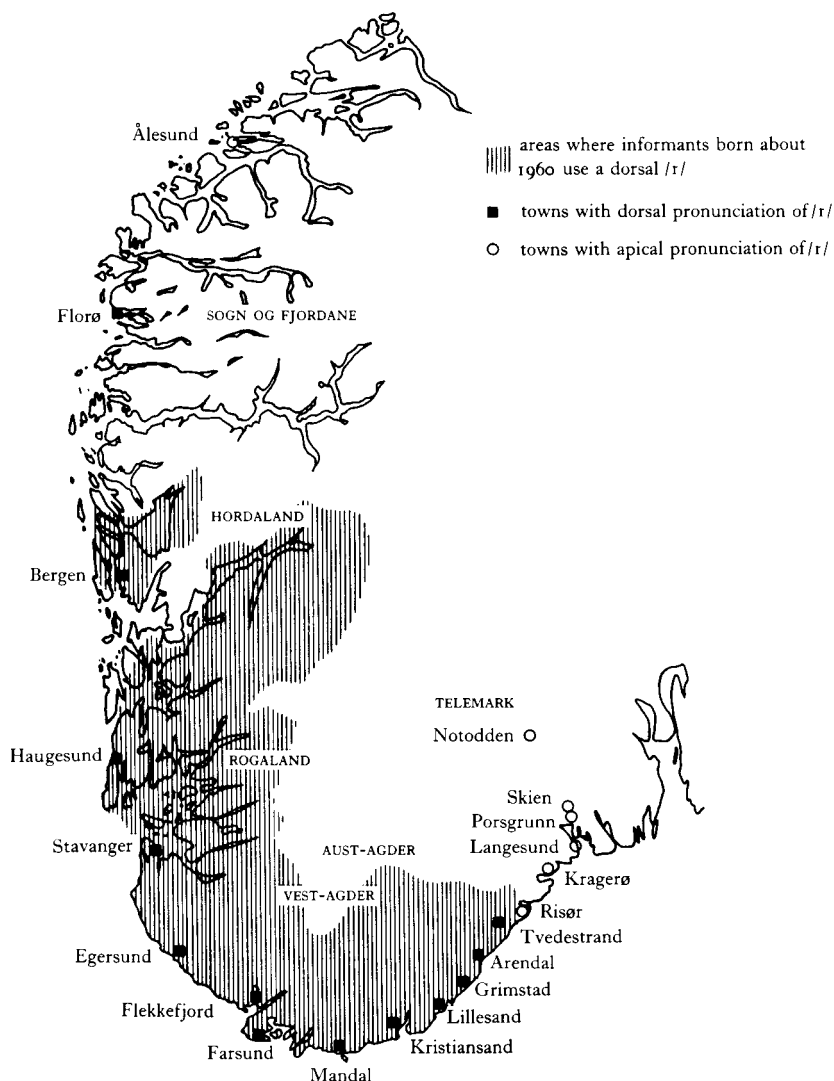 Ålesund
areas where informants born about
1960 use a dorsal /r/
towns with dorsal pronunciation of /r/
towns with apical pronunciation of /r/
Florø
SOGN OG FJORDANE
HORDALAND
Bergen
TELEMARK
Notodden
Haugesund
ROGALAND
Skien
Porsgrunn
Langesund
Stavanger
AUST-AGDER
Kragerø
VEST-AGDER
Risør
Tvedestrand
Egersund
Arendal
Grimstad
Flekkefjord
Lillesand
Farsund
Kristiansand
Mandal